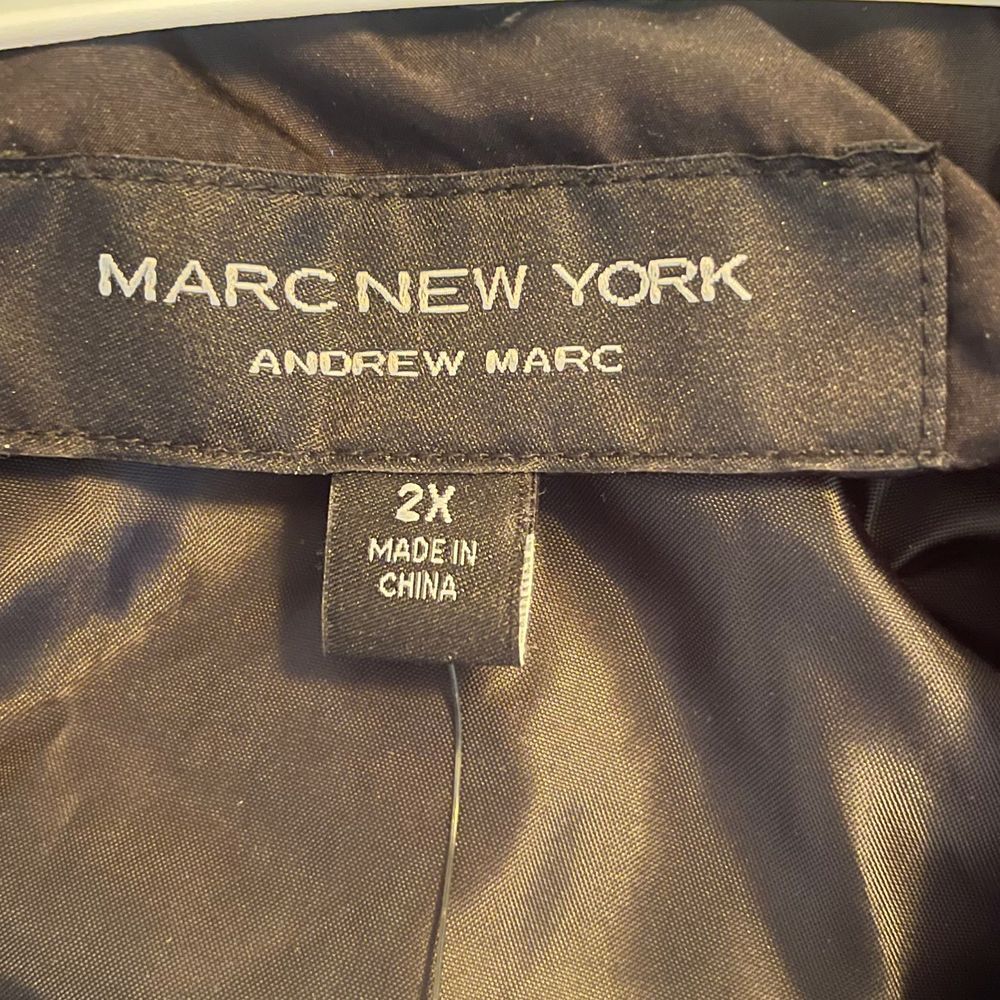 MARC NEW YORK
ANDREW MARC
2X
MADE IN
CHINA